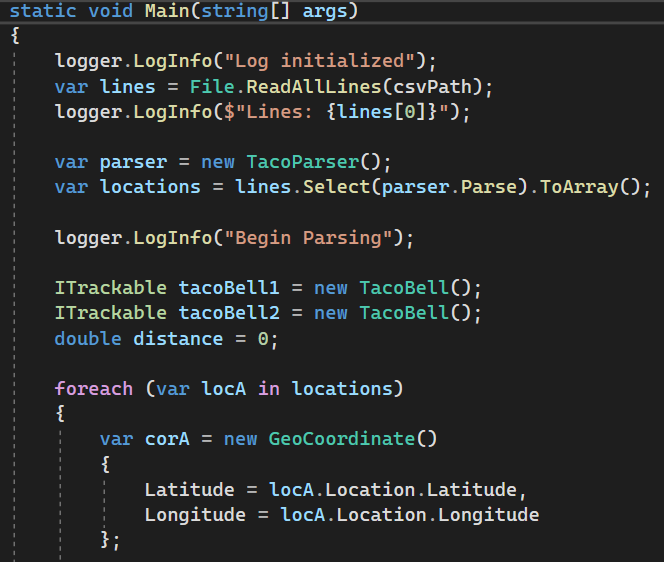 static void Main(string[] args)
{
logger.LogInfo("Log initialized");
var lines = File.ReadAllLines(csvPath);
logger.LogInfo($"Lines: {lines[0]}");
var parser = new TacoParser();
var locations = lines.Select(parser.Parse).ToArray();
logger.LogInfo("Begin Parsing");
ITrackable tacoBell1 = new TacoBell();
ITrackable tacoBell2 = new TacoBell();
double distance = 0;
foreach (var locA in locations)
{
var corA = new GeoCoordinate()
{
Latitude = locA.Location.Latitude,
Longitude = locA.Location.Longitude
};